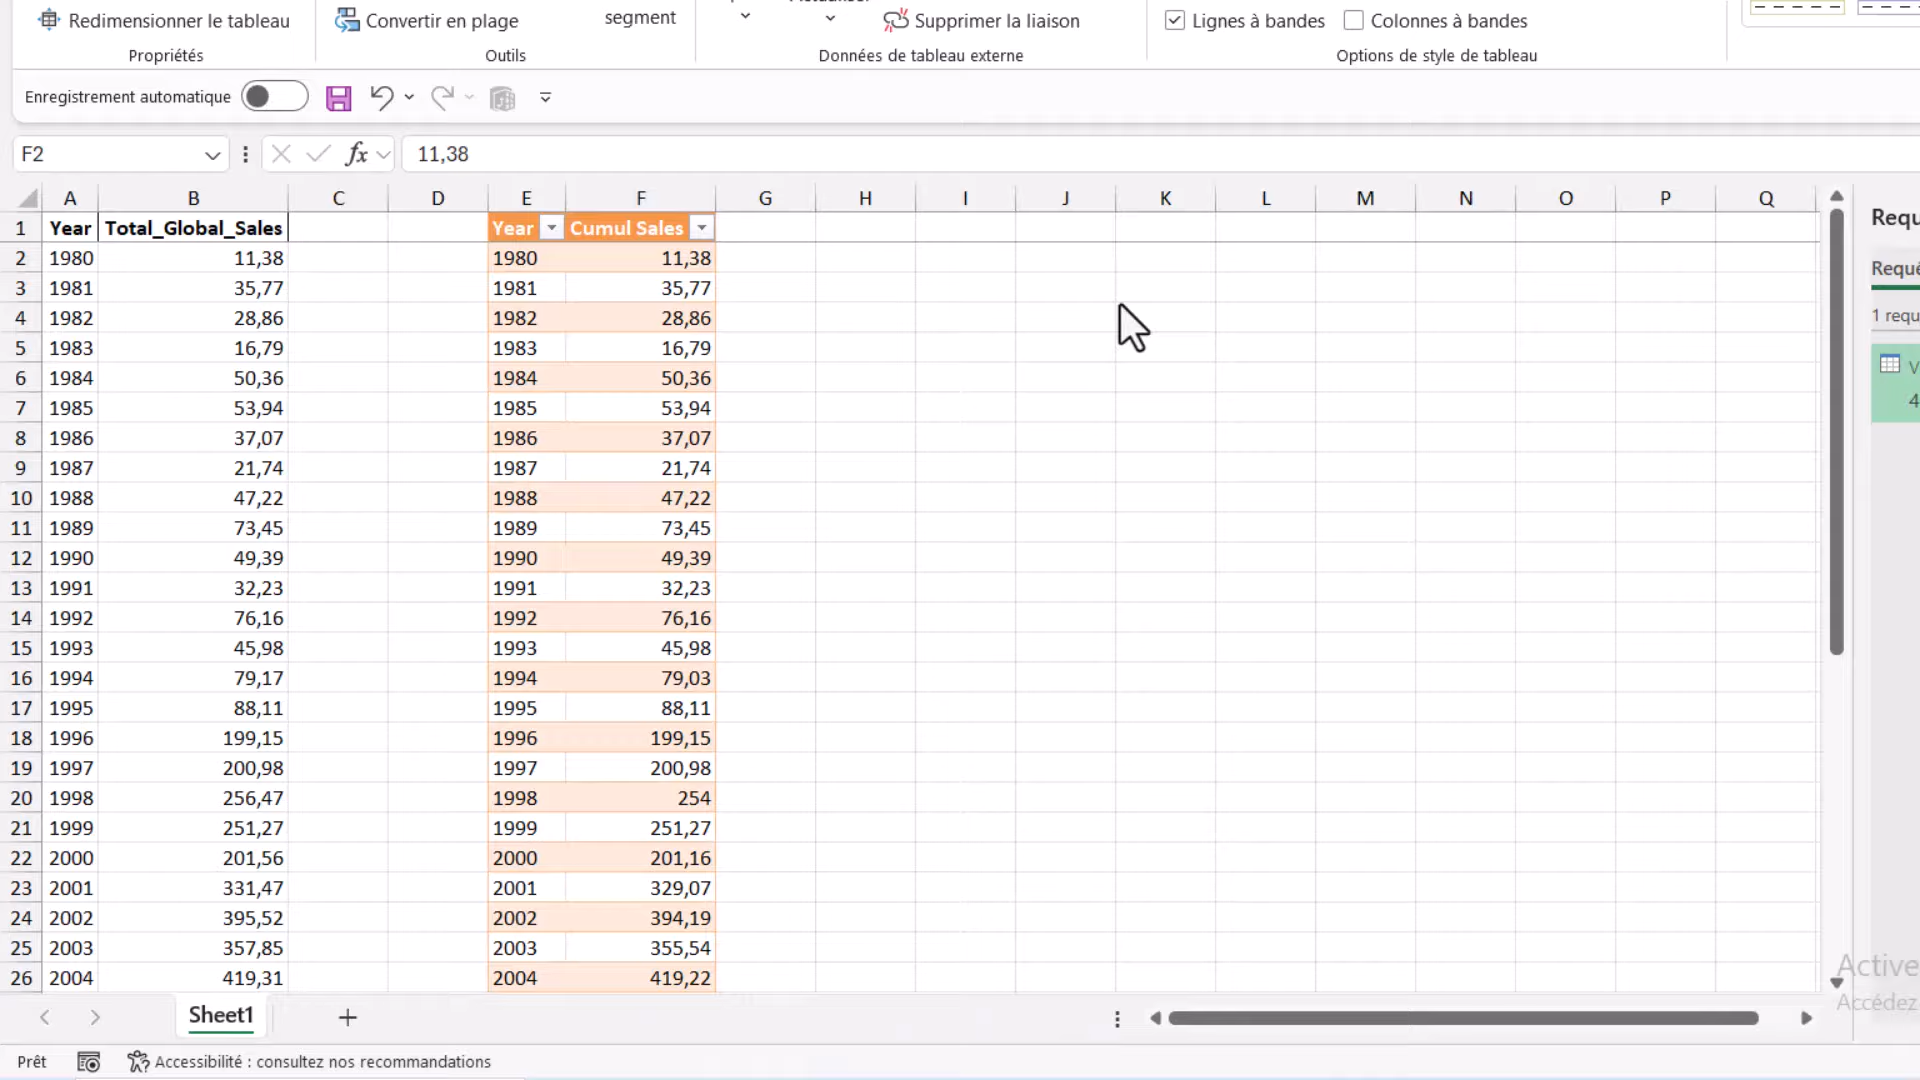 Redimensionner le tableau
Convertir en plage
segment
Supprimer la liaison
Lignes à bandes
Colonnes à bandes
Propriétés
Outils
Données de tableau externe
Options de style de tableau
Enregistrement automatique
F2
fx
11,38
A B C D E F G H I J K L M N O P Q
1 Year Total_Global_Sales Year Cumul Sales
2 1980 11,38 1980 11,38
3 1981 35,77 1981 35,77
4 1982 28,86 1982 28,86
5 1983 16,79 1983 16,79
6 1984 50,36 1984 50,36
7 1985 53,94 1985 53,94
8 1986 37,07 1986 37,07
9 1987 21,74 1987 21,74
10 1988 47,22 1988 47,22
11 1989 73,45 1989 73,45
12 1990 49,39 1990 49,39
13 1991 32,23 1991 32,23
14 1992 76,16 1992 76,16
15 1993 45,98 1993 45,98
16 1994 79,17 1994 79,03
17 1995 88,11 1995 88,11
18 1996 199,15 1996 199,15
19 1997 200,98 1997 200,98
20 1998 256,47 1998 254
21 1999 251,27 1999 251,27
22 2000 201,56 2000 201,16
23 2001 331,47 2001 329,07
24 2002 395,52 2002 394,19
25 2003 357,85 2003 355,54
26 2004 419,31 2004 419,22
Requ
Requê
1 requ
V
4
Active
Accédez
Sheet1
Prêt
Accessibilité : consultez nos recommandations